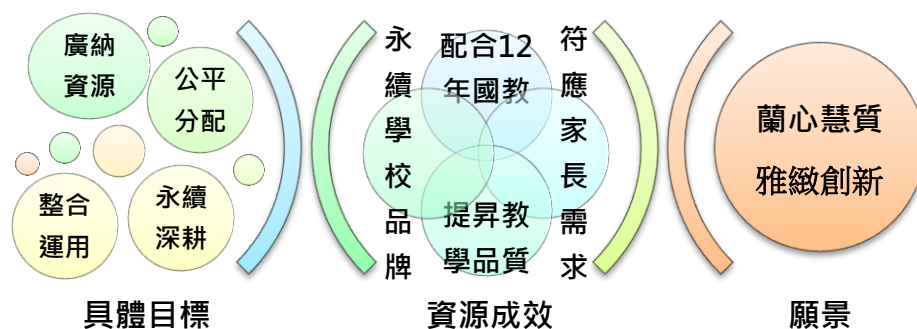 廣納
資源
公平
分配
整合
運用
永續
深耕
具體目標
永續學校品牌
配合12
年國教
提昇教
學品質
符應家長需求
資源成效
蘭心慧質
雅緻創新
願景